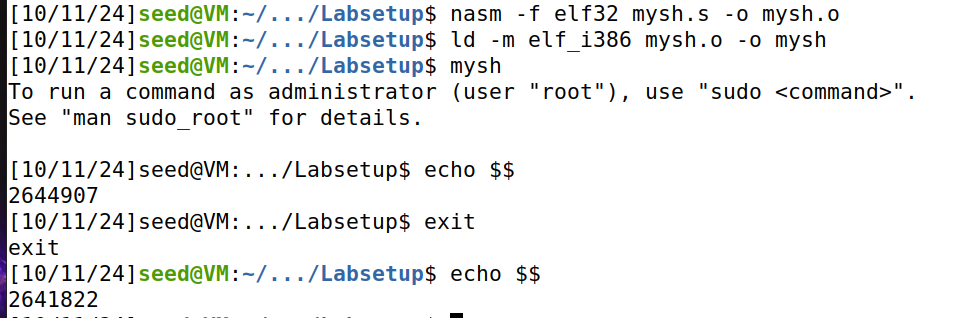 [10/11/24]seed@VM:~/.../Labsetup$ nasm -f elf32 mysh.s -o mysh.o
[10/11/24]seed@VM:~/.../Labsetup$ ld -m elf_i386 mysh.o -o mysh
[10/11/24]seed@VM:~/.../Labsetup$ mysh
To run a command as administrator (user "root"), use "sudo <command>".
See "man sudo_root" for details.
[10/11/24]seed@VM:.../Labsetup$ echo $$
2644907
[10/11/24]seed@VM:.../Labsetup$ exit
exit
[10/11/24]seed@VM:~/.../Labsetup$ echo $$
2641822